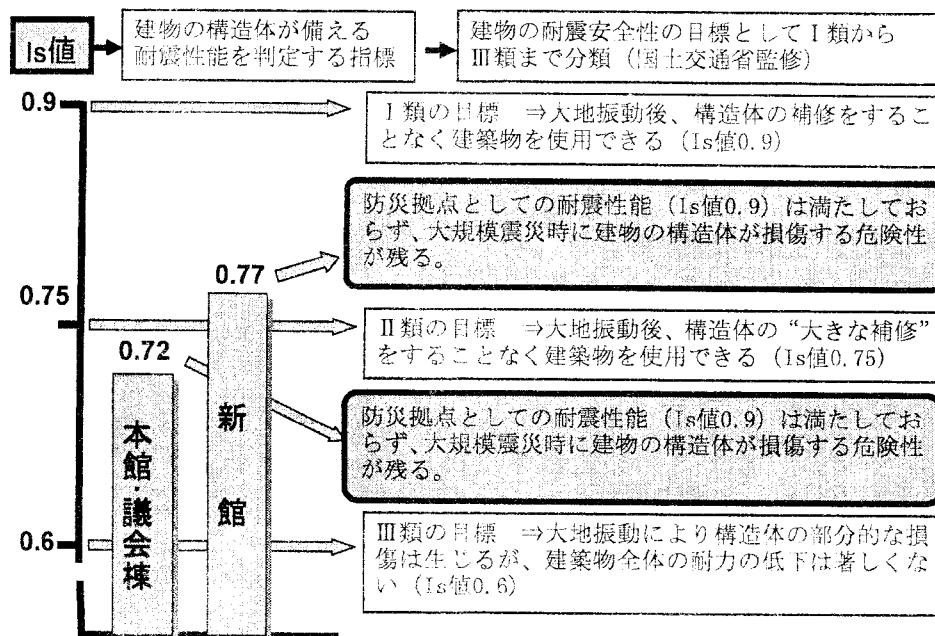 Is値
建物の構造体が備える
耐震性能を判定する指標
建物の耐震安全性の目標としてⅠ類から
Ⅲ類まで分類（国土交通省監修）
0.9
Ⅰ類の目標　⇒大地振動後、構造体の補修をするこ
となく建築物を使用できる（Is値0.9）
防災拠点としての耐震性能（Is値0.9）は満たしてお
らず、大規模震災時に建物の構造体が損傷する危険性
が残る。
0.77
0.75
Ⅱ類の目標　⇒大地振動後、構造体の“大きな補修”
をすることなく建築物を使用できる（Is値0.75）
0.72
防災拠点としての耐震性能（Is値0.9）は満たしてお
らず、大規模震災時に建物の構造体が損傷する危険性
が残る。
本館・議会棟
新館
0.6
Ⅲ類の目標　⇒大地振動により構造体の部分的な損
傷は生じるが、建築物全体の耐力の低下は著しくな
い（Is値0.6）